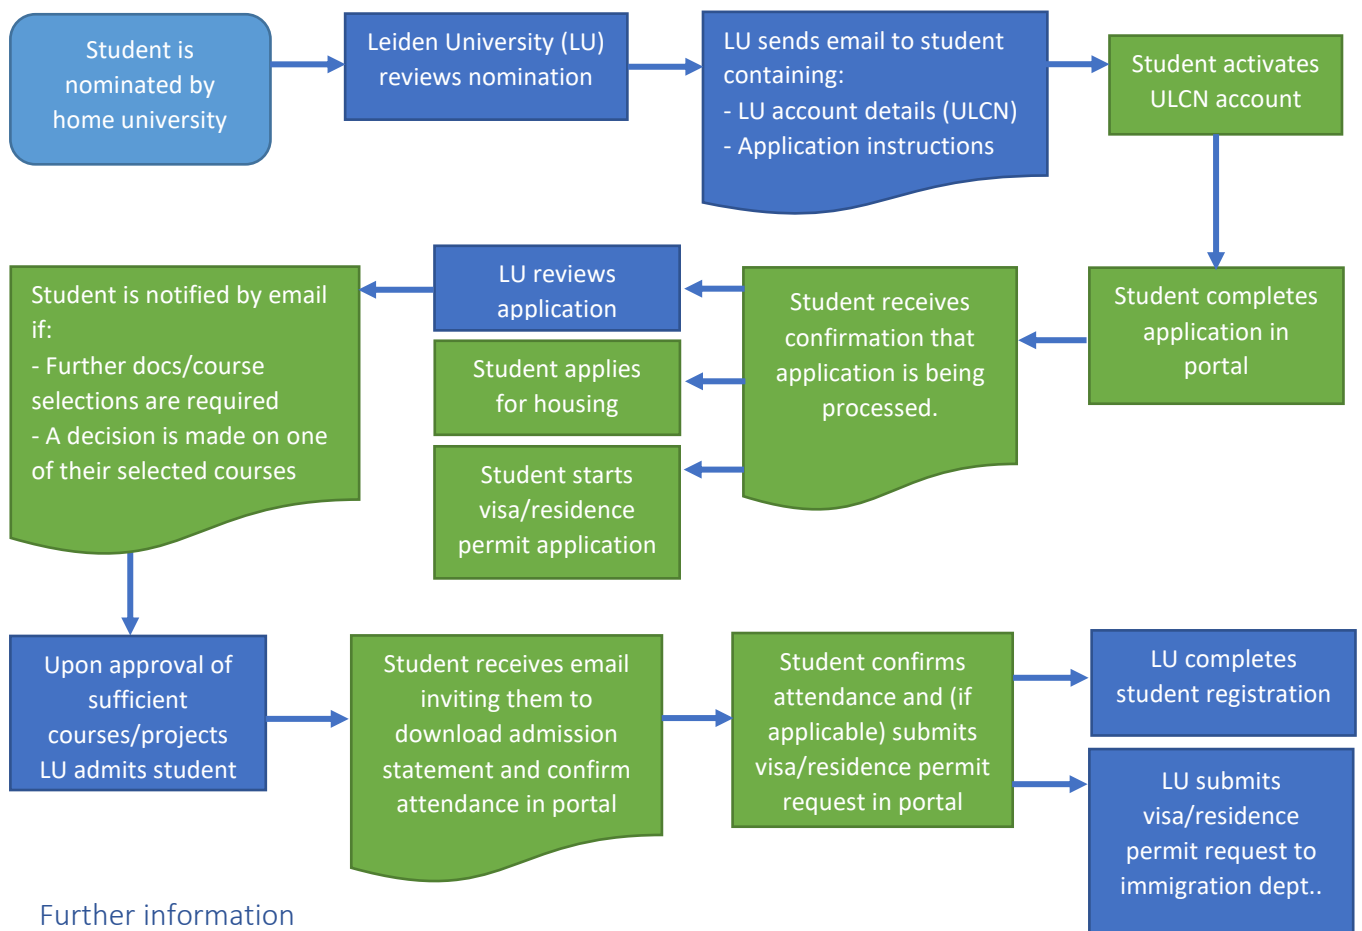 Student is
nominated by
home university
Leiden University (LU)
reviews nomination
LU sends email to student
containing:
- LU account details (ULCN)
- Application instructions
Student activates
ULCN account
Student completes
application in
portal
Student receives
confirmation that
application is being
processed.
LU reviews
application
Student applies
for housing
Student starts
visa/residence
permit application
Student is notified by email
if:
- Further docs/course
selections are required
- A decision is made on one
of their selected courses
Upon approval of
sufficient
courses/projects
LU admits student
Student receives email
inviting them to
download admission
statement and confirm
attendance in portal
Student confirms
attendance and (if
applicable) submits
visa/residence permit
request in portal
LU completes
student registration
LU submits
visa/residence
permit request to
immigration dept..
Further information